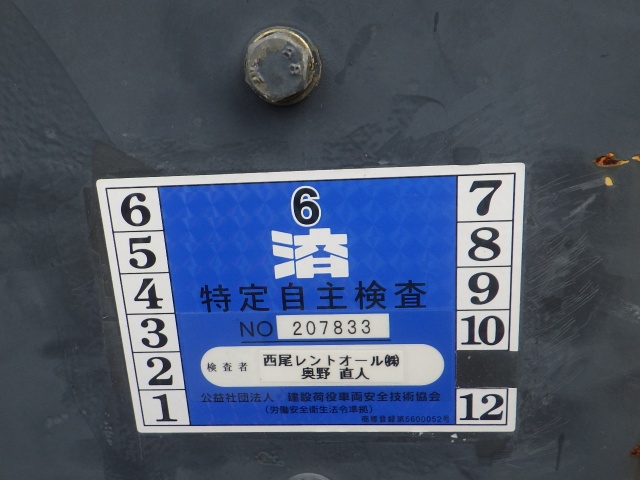 6
5
4
3
2
1
6
済
特定自主検査
NO 207833
検査者 西尾レントオール㈱
奥野 直人
公益社団法人 建設荷役車両安全技術協会
(労働安全衛生法令準拠)
7
8
9
10
12